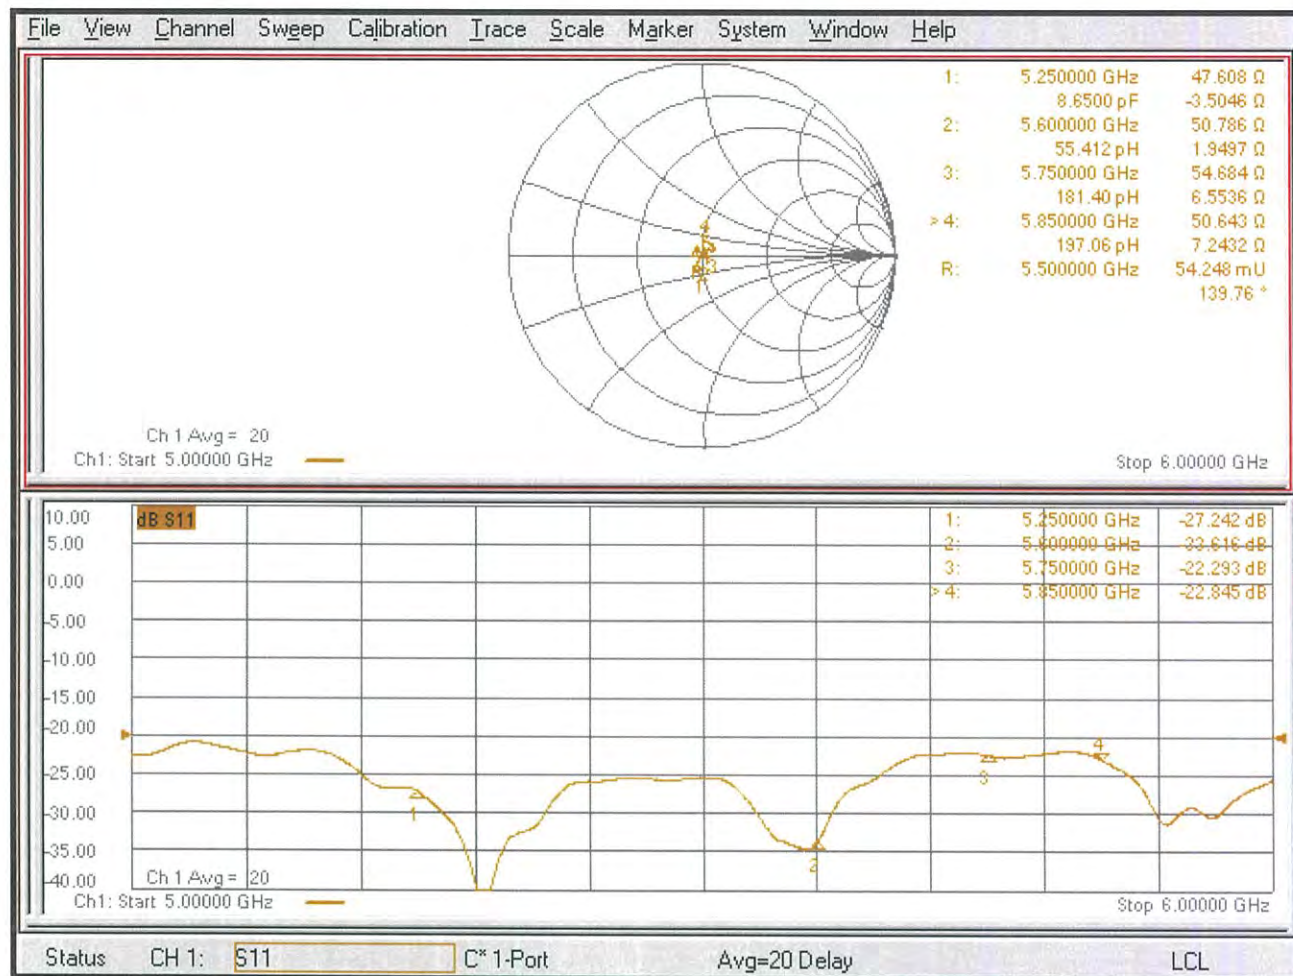 File View Channel Sweep Calibration Trace Scale Marker System Window Help
1: 5.250000 GHz 47.608 Ω
8.6500 pF -3.5046 Ω
2: 5.600000 GHz 50.786 Ω
55.412 pH 1.9497 Ω
3: 5.750000 GHz 54.684 Ω
181.40 pH 6.5536 Ω
> 4: 5.850000 GHz 50.643 Ω
197.06 pH 7.2432 Ω
R: 5.500000 GHz 54.248 mU
139.76 °
4
3
1
Ch 1 Avg = 20
Ch1: Start 5.00000 GHz
Stop 6.00000 GHz
10.00
5.00
0.00
-5.00
-10.00
-15.00
-20.00
-25.00
-30.00
-35.00
-40.00
dB S11
1: 5.250000 GHz -27.242 dB
2: 5.600000 GHz -33.616 dB
3: 5.750000 GHz -22.293 dB
> 4: 5.850000 GHz -22.845 dB
1
2
3
4
Ch 1 Avg = 20
Ch1: Start 5.00000 GHz
Stop 6.00000 GHz
Status CH 1: S11 C* 1-Port Avg=20 Delay LCL